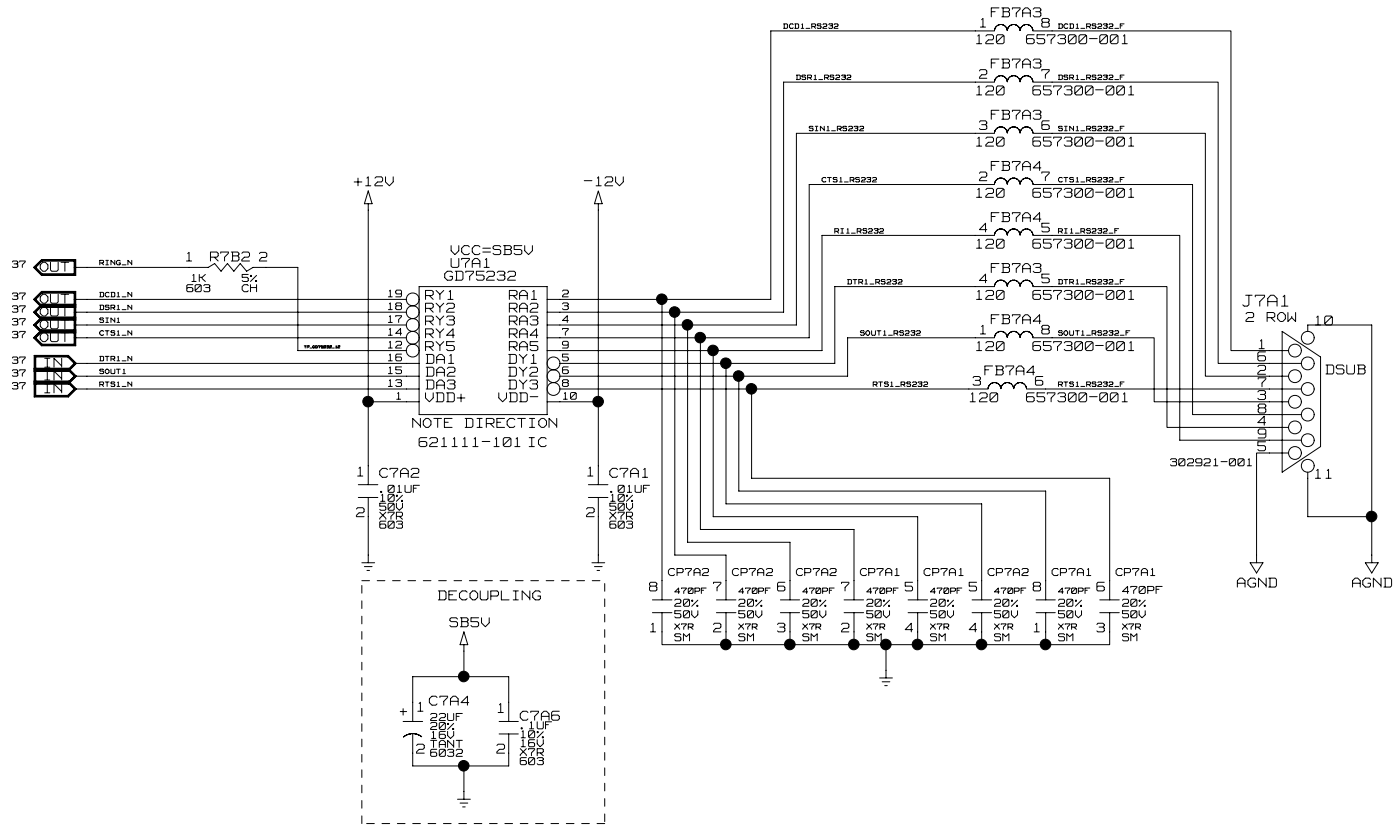 FB7A3
DCD1_RS232 1 8 DCD1_RS232_F
120 657300-001
FB7A3
DSR1_RS232 2 7 DSR1_RS232_F
120 657300-001
FB7A3
SIN1_RS232 3 6 SIN1_RS232_F
120 657300-001
FB7A4
CTS1_RS232 2 7 CTS1_RS232_F
120 657300-001
FB7A4
RI1_RS232 4 5 RI1_RS232_F
120 657300-001
FB7A3
DTR1_RS232 4 5 DTR1_RS232_F
120 657300-001
FB7A4
SOUT1_RS232 1 8 SOUT1_RS232_F
120 657300-001
FB7A4
RTS1_RS232 3 6 RTS1_RS232_F
120 657300-001
+12V
-12V
VCC=SB5V
U7A1
GD75232
37 OUT RING_N
1 R7B2 2
1K 5%
603 CH
37 OUT DCD1_N 19 RY1 RA1 2
37 OUT DSR1_N 18 RY2 RA2 3
37 OUT SIN1 17 RY3 RA3 4
37 OUT CTS1_N 14 RY4 RA4 7
12 RY5 RA5 9
37 IN DTR1_N 16 DA1 DY1 5
37 IN SOUT1 15 DA2 DY2 6
37 IN RTS1_N 13 DA3 DY3 8
1 VDD+ VDD- 10
NOTE DIRECTION
621111-101 IC
J7A1
2 ROW
10
DSUB
1
6
2
7
3
8
4
9
5
11
302921-001
AGND
AGND
1 C7A2
.01UF
10%
50V
2 X7R
603
1 C7A1
.01UF
10%
50V
2 X7R
603
CP7A2 CP7A2 CP7A2 CP7A1 CP7A1 CP7A2 CP7A1 CP7A1
8 7 6 7 5 5 8 6
470PF 470PF 470PF 470PF 470PF 470PF 470PF 470PF
20% 20% 20% 20% 20% 20% 20% 20%
50V 50V 50V 50V 50V 50V 50V 50V
1 2 3 2 4 4 1 3
X7R X7R X7R X7R X7R X7R X7R X7R
SM SM SM SM SM SM SM SM
DECOUPLING
SB5V
+ 1 C7A4
22UF
20%
16V
TANT
2 6032
1 C7A6
.1UF
10%
16V
2 X7R
603